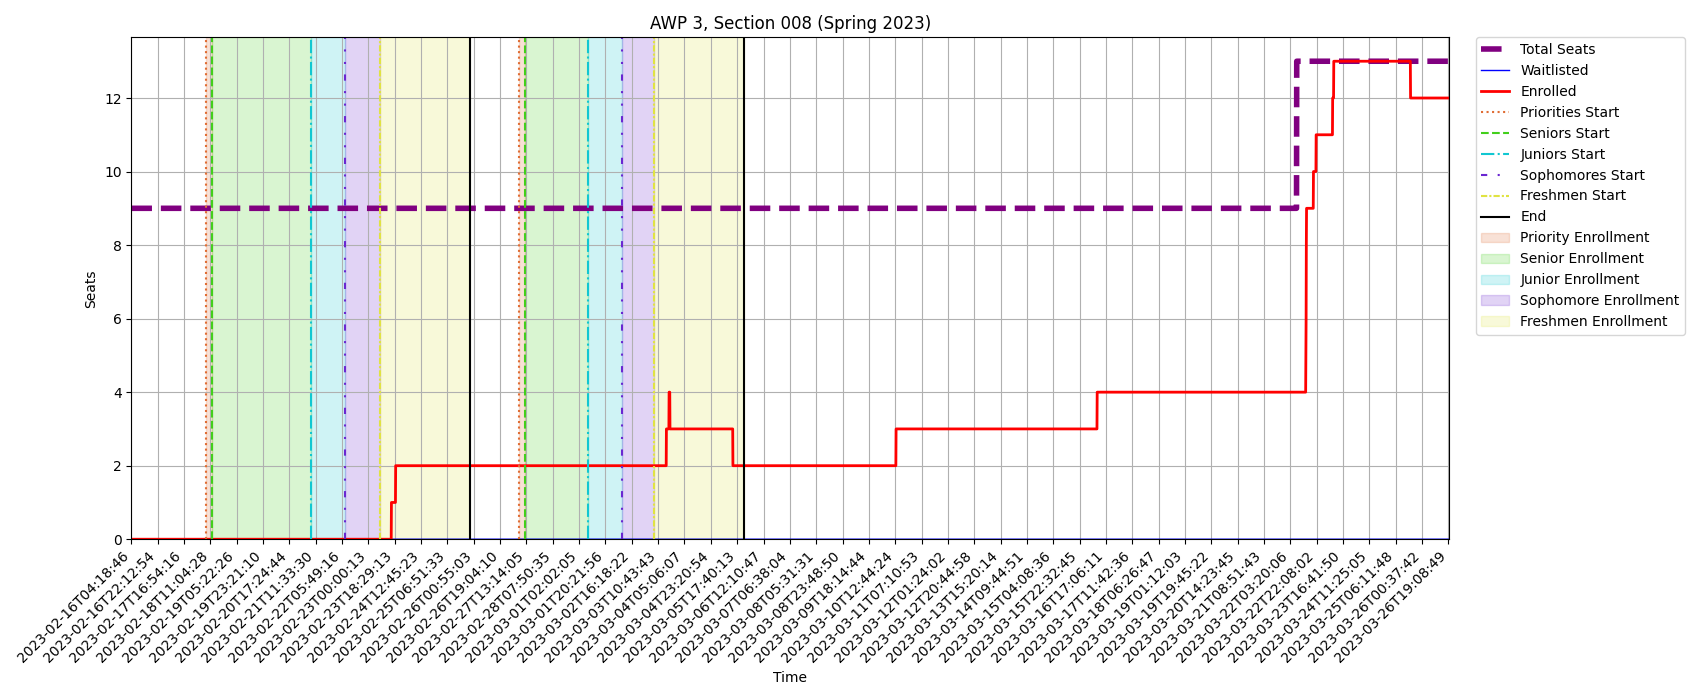 AWP 3, Section 008 (Spring 2023)
Seats
12
10
8
6
4
2
0
2023-02-16T04:18:46
2023-02-16T22:12:54
2023-02-17T16:54:16
2023-02-18T11:04:28
2023-02-19T05:22:26
2023-02-19T23:21:10
2023-02-20T17:24:44
2023-02-21T11:33:30
2023-02-22T05:49:16
2023-02-23T00:00:13
2023-02-23T18:29:13
2023-02-24T12:45:23
2023-02-25T06:51:33
2023-02-26T00:55:03
2023-02-26T19:04:10
2023-02-27T13:14:05
2023-02-28T07:50:35
2023-03-01T02:02:05
2023-03-01T20:21:56
2023-03-02T16:18:22
2023-03-03T10:43:43
2023-03-04T05:06:07
2023-03-04T23:20:54
2023-03-05T17:40:13
2023-03-06T12:10:47
2023-03-07T06:38:04
2023-03-08T05:31:31
2023-03-08T23:48:50
2023-03-09T18:14:44
2023-03-10T12:44:24
2023-03-11T07:10:53
2023-03-12T01:24:02
2023-03-12T20:44:58
2023-03-13T15:20:14
2023-03-14T09:44:51
2023-03-15T04:08:36
2023-03-15T22:32:45
2023-03-16T17:06:11
2023-03-17T11:42:36
2023-03-18T06:26:47
2023-03-19T01:12:03
2023-03-19T19:45:22
2023-03-20T14:23:45
2023-03-21T08:51:43
2023-03-22T03:20:06
2023-03-22T22:08:02
2023-03-23T16:41:50
2023-03-24T11:25:05
2023-03-25T06:11:48
2023-03-26T00:37:42
2023-03-26T19:08:49
Time
Total Seats
Waitlisted
Enrolled
Priorities Start
Seniors Start
Juniors Start
Sophomores Start
Freshmen Start
End
Priority Enrollment
Senior Enrollment
Junior Enrollment
Sophomore Enrollment
Freshmen Enrollment